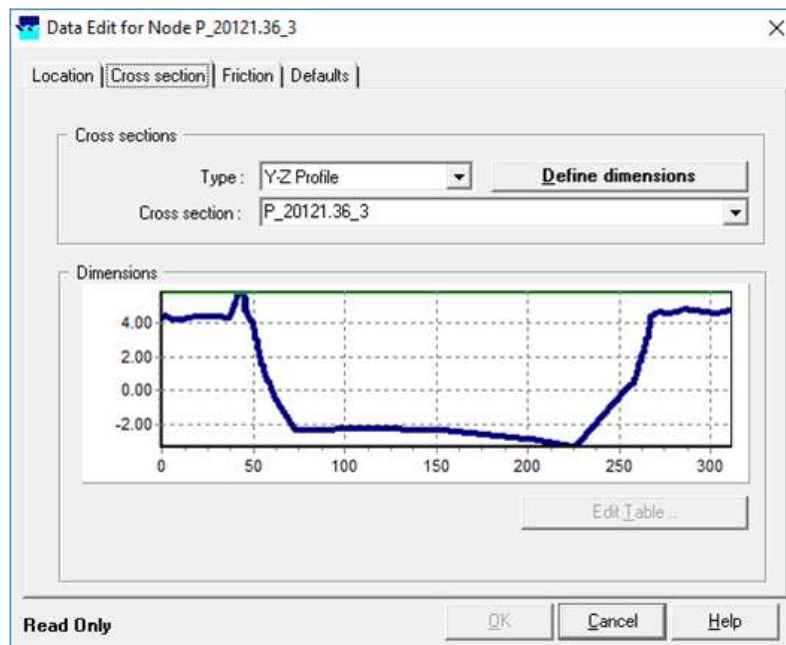 Data Edit for Node P_20121.36_3
Location Cross section Friction Defaults
Cross sections
Type : Y-Z Profile Define dimensions
Cross section : P_20121.36_3
Dimensions
4.00
2.00
0.00
-2.00
0 50 100 150 200 250 300
Edit Table ..
Read Only OK Cancel Help